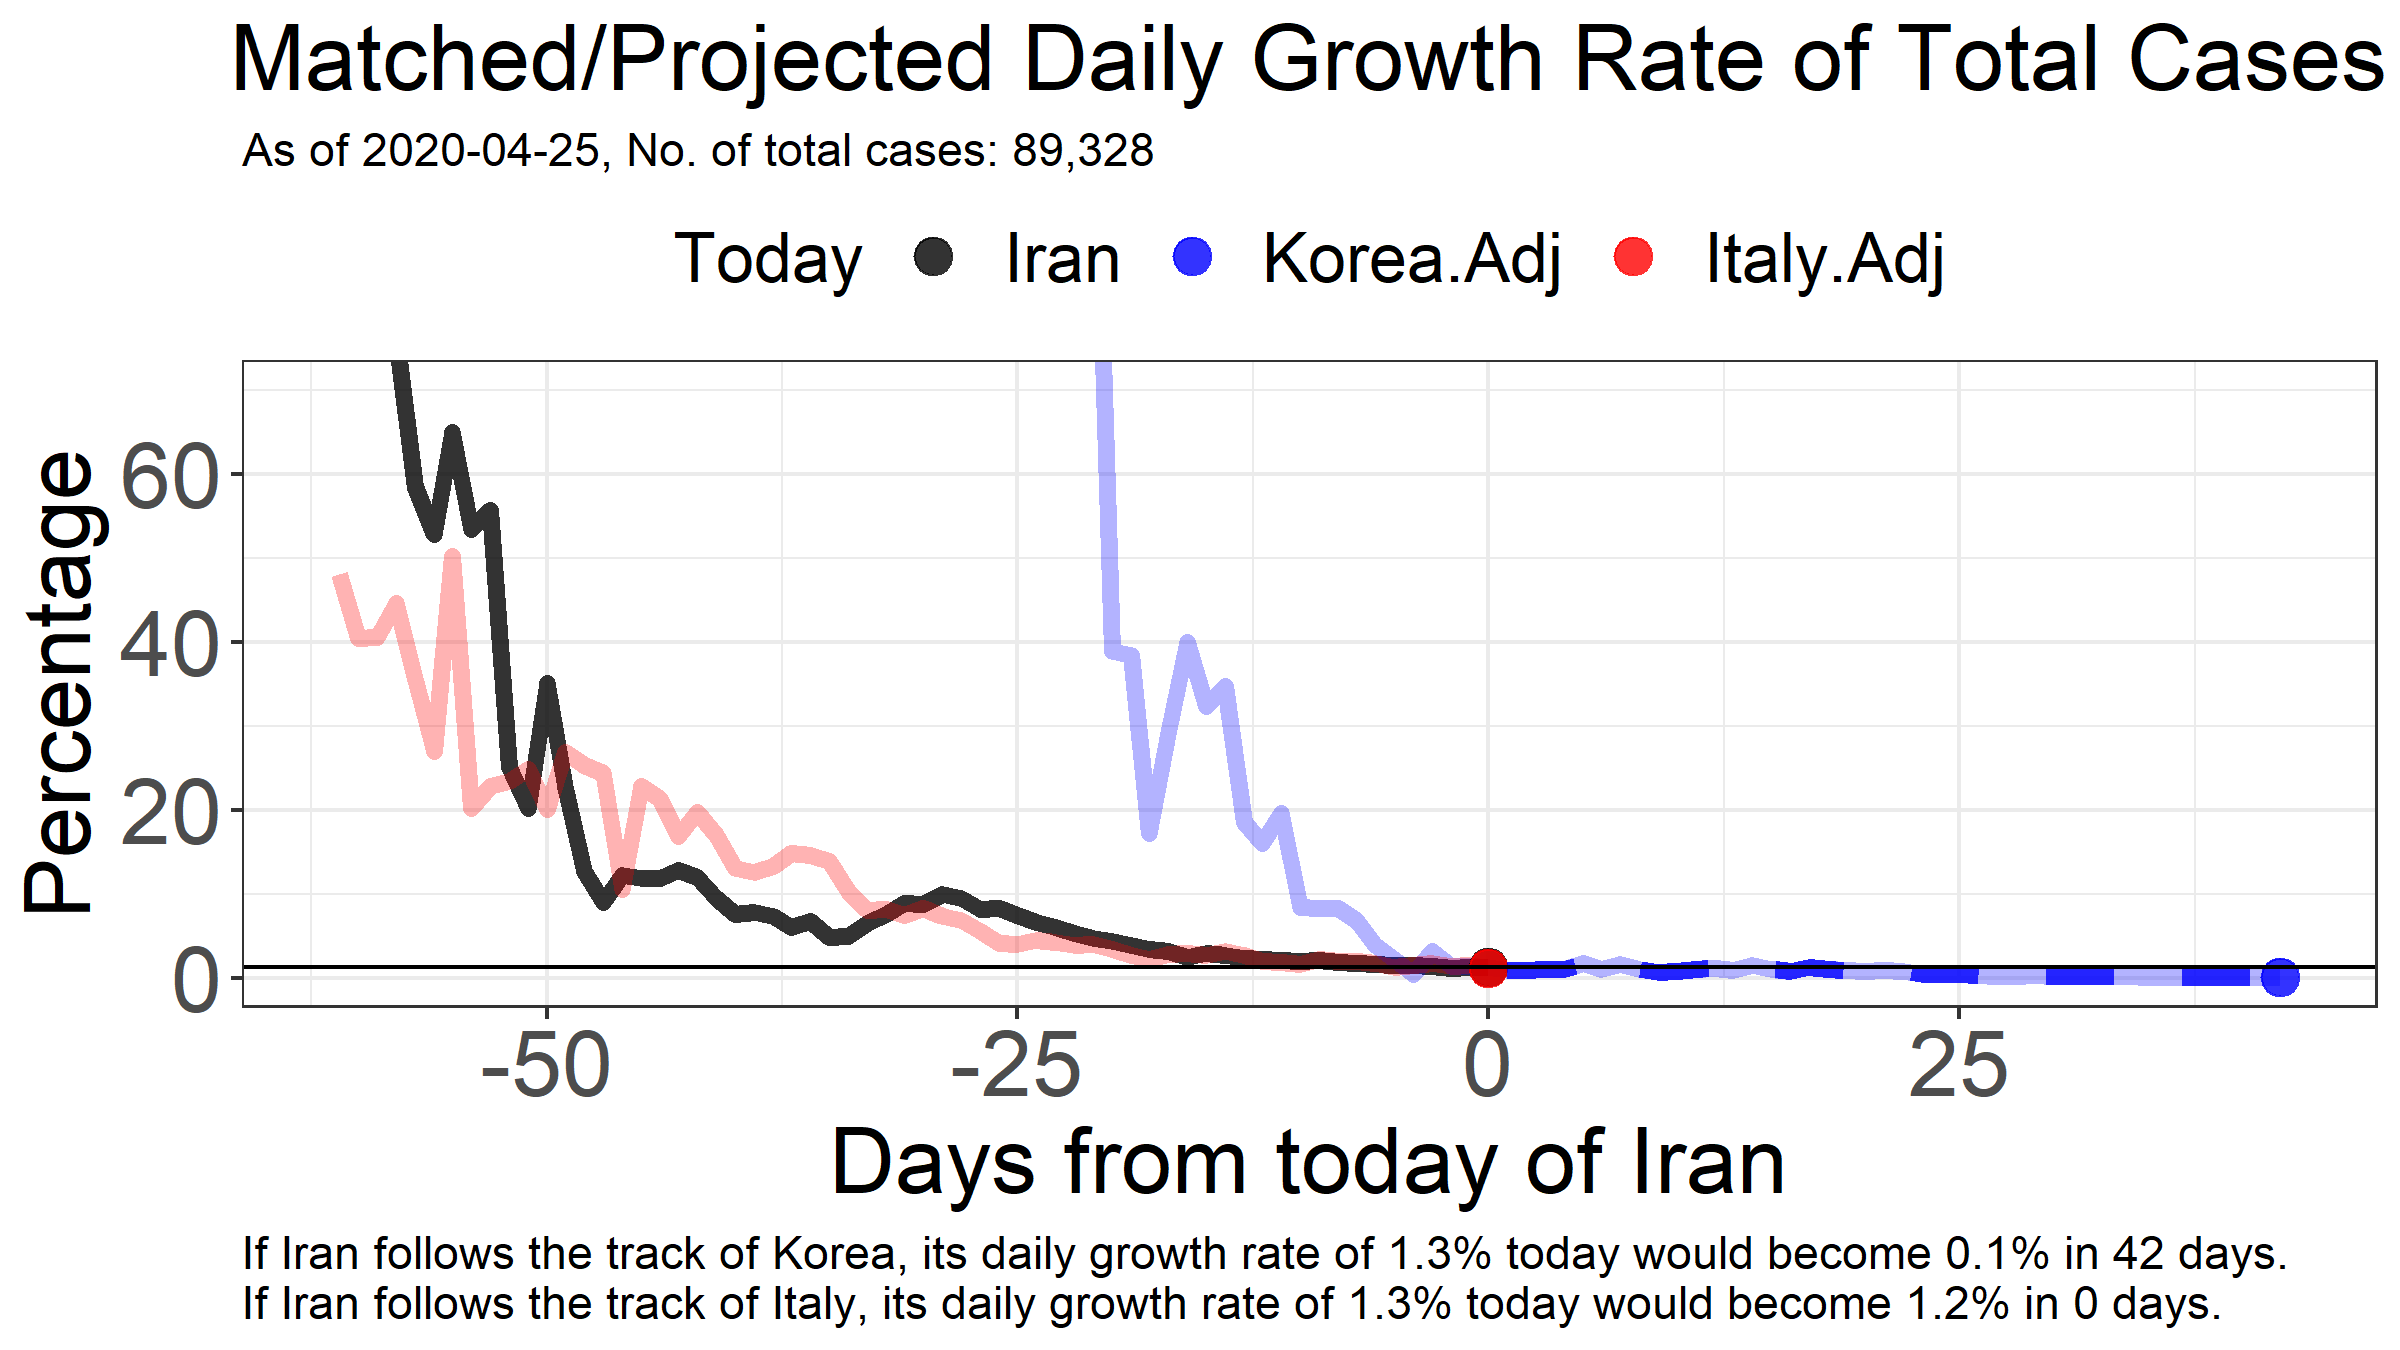 Matched/Projected Daily Growth Rate of Total Cases
As of 2020-04-25, No. of total cases: 89,328
Today Iran Korea.Adj Italy.Adj
Percentage
60
40
20
0
-50 -25 0 25
Days from today of Iran
If Iran follows the track of Korea, its daily growth rate of 1.3% today would become 0.1% in 42 days.
If Iran follows the track of Italy, its daily growth rate of 1.3% today would become 1.2% in 0 days.